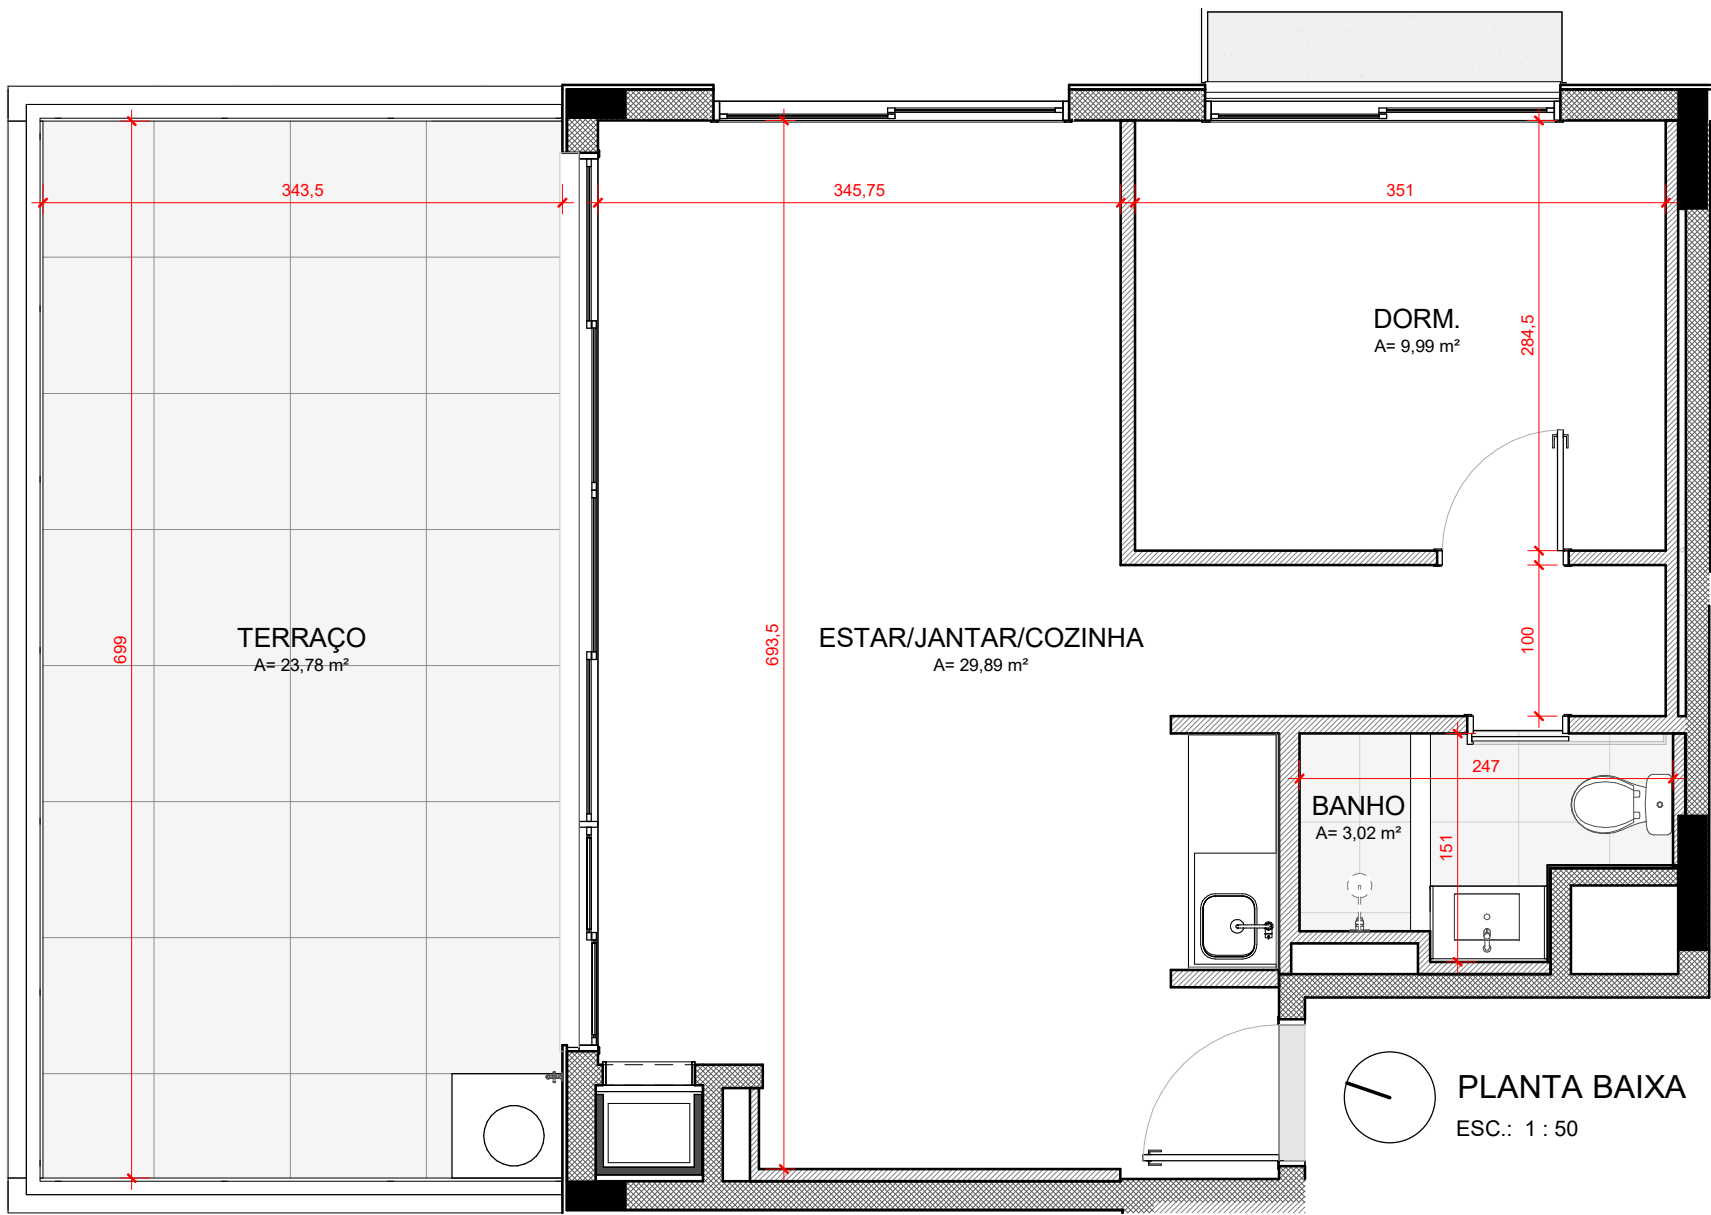 343,5
345,75
351
DORM.
A= 9,99 m²
284,5
699
TERRAÇO
A= 23,78 m²
693,5
ESTAR/JANTAR/COZINHA
A= 29,89 m²
100
247
BANHO
A= 3,02 m²
151
PLANTA BAIXA
ESC.: 1 : 50